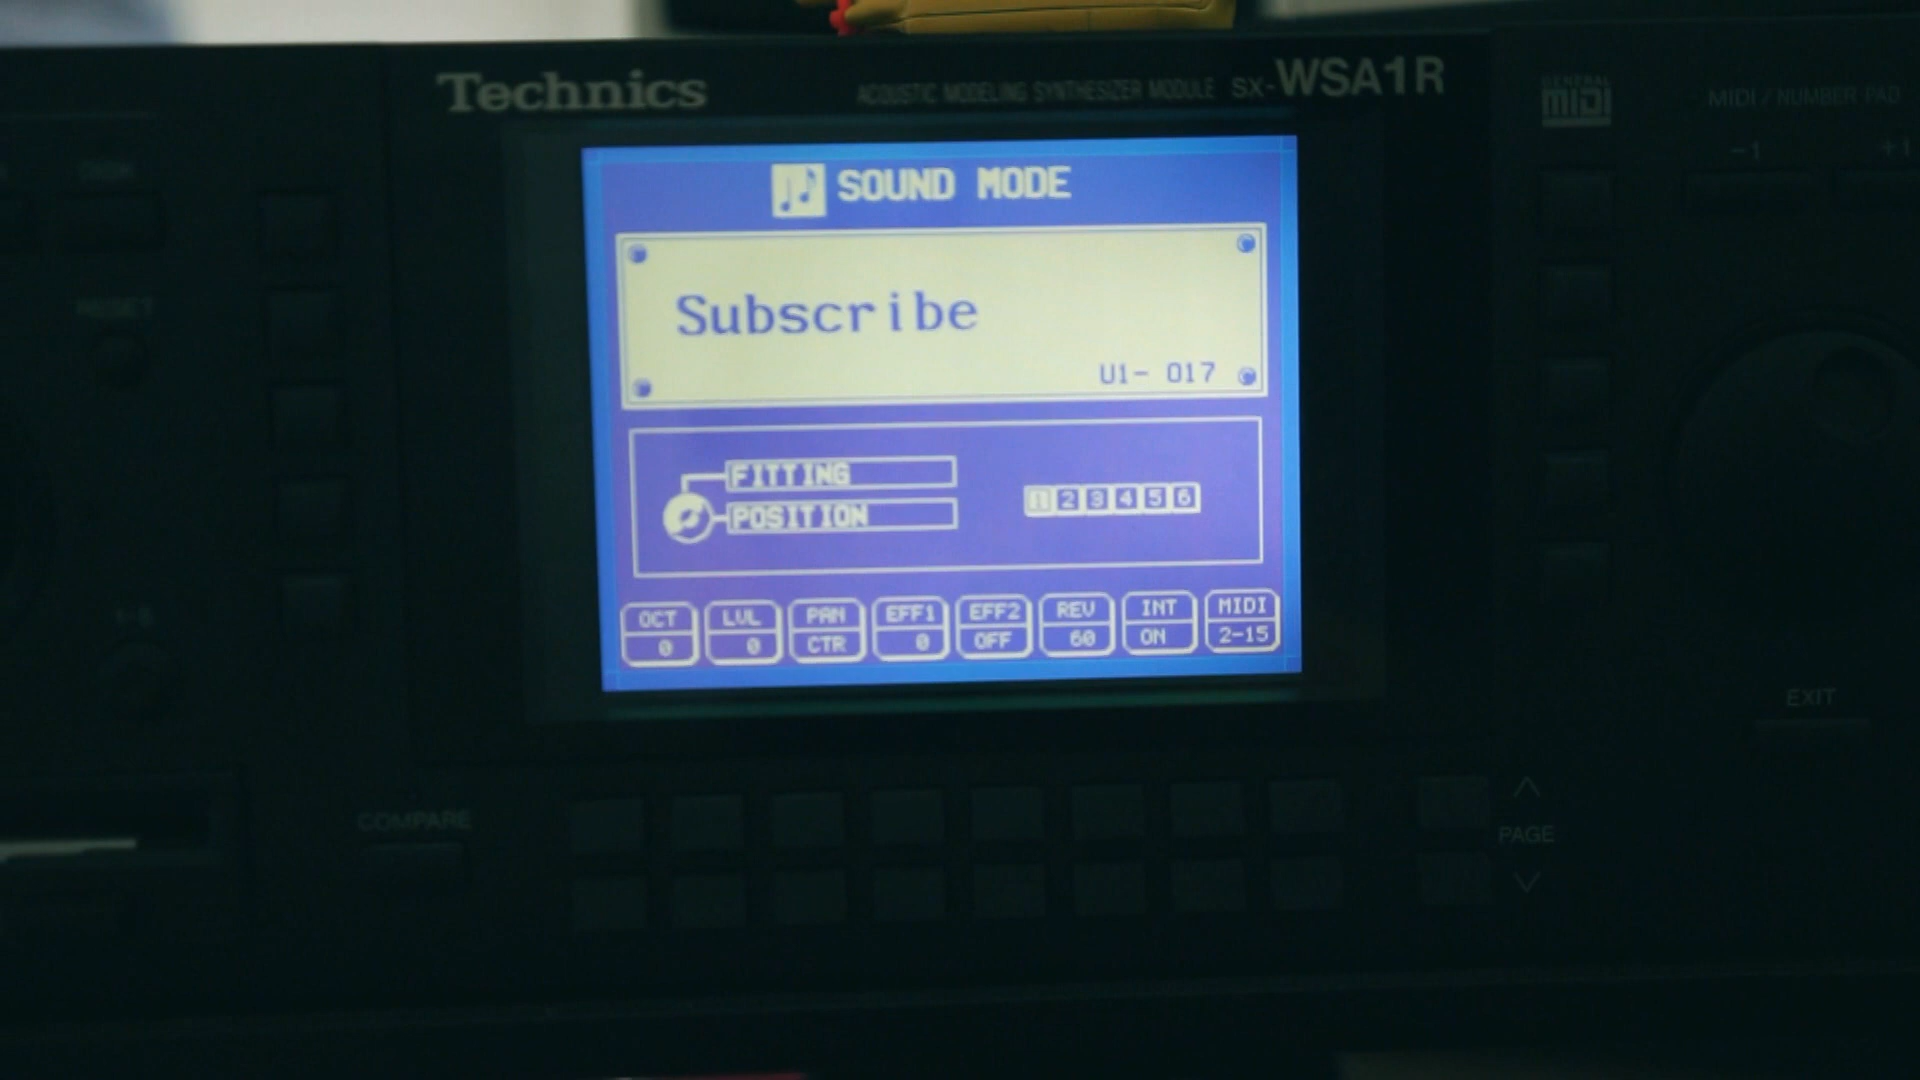 Technics
ACOUSTIC MODELING SYNTHESIZER MODULE SX-WSA1R
GENERAL
MIDI
MIDI / NUMBER PAD
-1 +1
SOUND MODE
Subscribe
U1- 017
FITTING
POSITION
1 2 3 4 5 6
OCT LVL PAN EFF1 EFF2 REV INT MIDI
0 0 CTR 0 OFF 60 ON 2-15
EXIT
COMPARE
PAGE